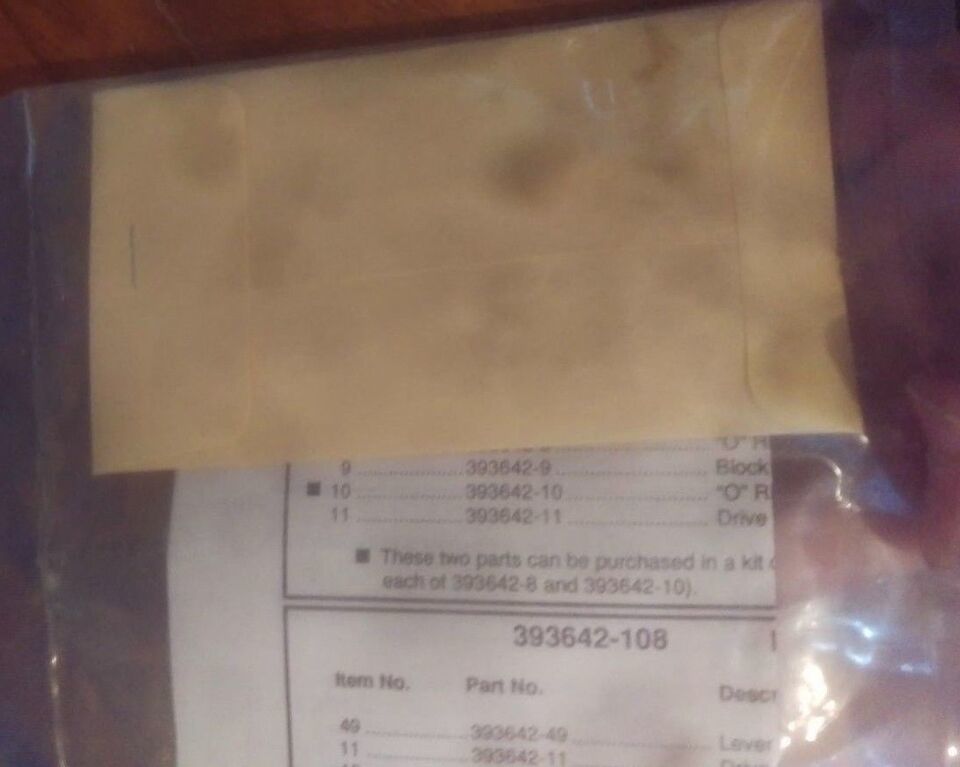 "O" R
9 .................... 393642-9 .............................. Block
■ 10 .................... 393642-10 ............................ "O" R
11 .................... 393642-11 ............................ Drive
■ These two parts can be purchased in a kit
each of 393642-8 and 393642-10).
393642-108
Item No. Part No. Descr
49 .................... 393642-49 ............................ Lever
11 .................... 393642-11 ............................ Drive